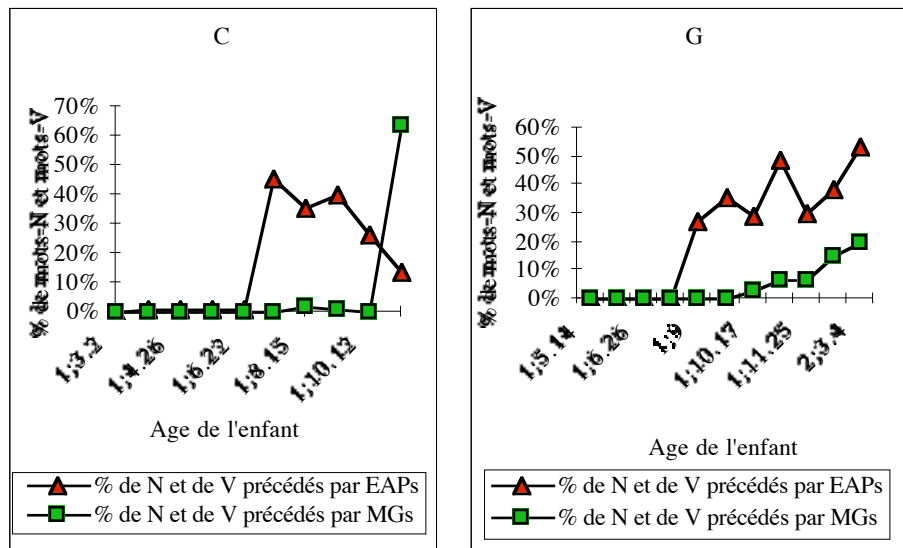 C
% de mots-N et mots-V
70%
60%
50%
40%
30%
20%
10%
0%
1;3.2
1;4.26
1;6.22
1;8.15
1;10.12
Age de l'enfant
% de N et de V précédés par EAPs
% de N et de V précédés par MGs
G
% de mots-N et mots-V
60%
50%
40%
30%
20%
10%
0%
1;5.14
1;6.26
1;9
1;10.17
1;11.25
2;3.4
Age de l'enfant
% de N et de V précédés par EAPs
% de N et de V précédés par MGs